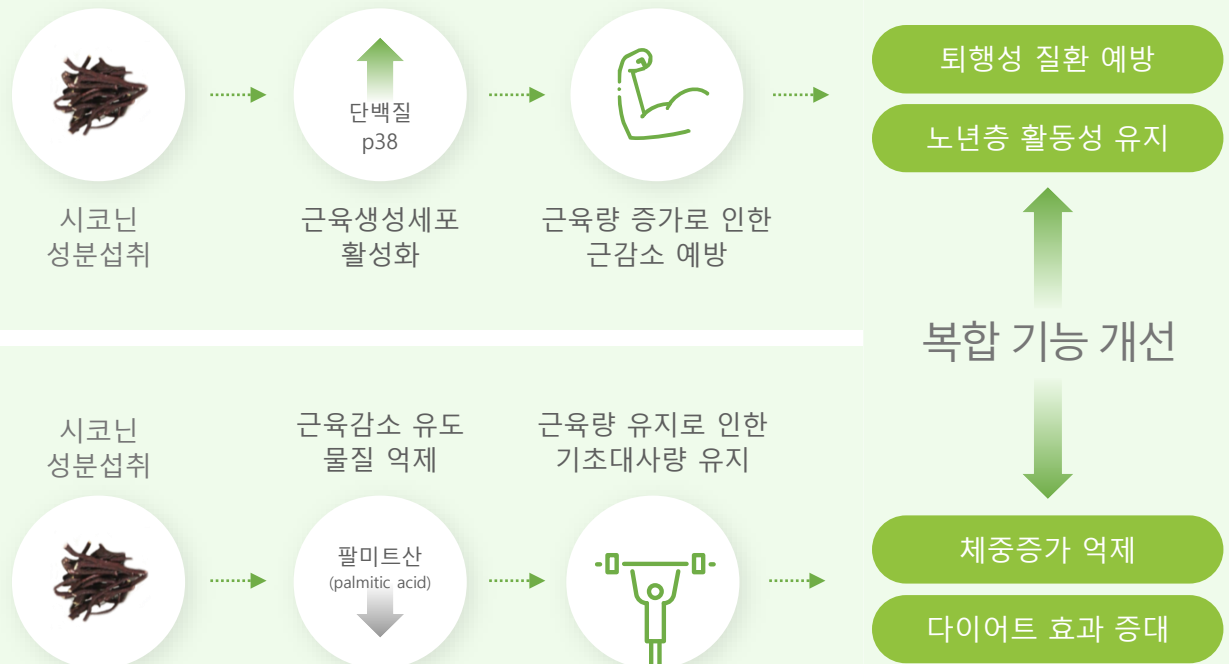 단백질
p38
시코닌
성분섭취
근육생성세포
활성화
근육량 증가로 인한
근감소 예방
퇴행성 질환 예방
노년층 활동성 유지
복합 기능 개선
시코닌
성분섭취
근육감소 유도
물질 억제
근육량 유지로 인한
기초대사량 유지
팔미트산
(palmitic acid)
체중증가 억제
다이어트 효과 증대